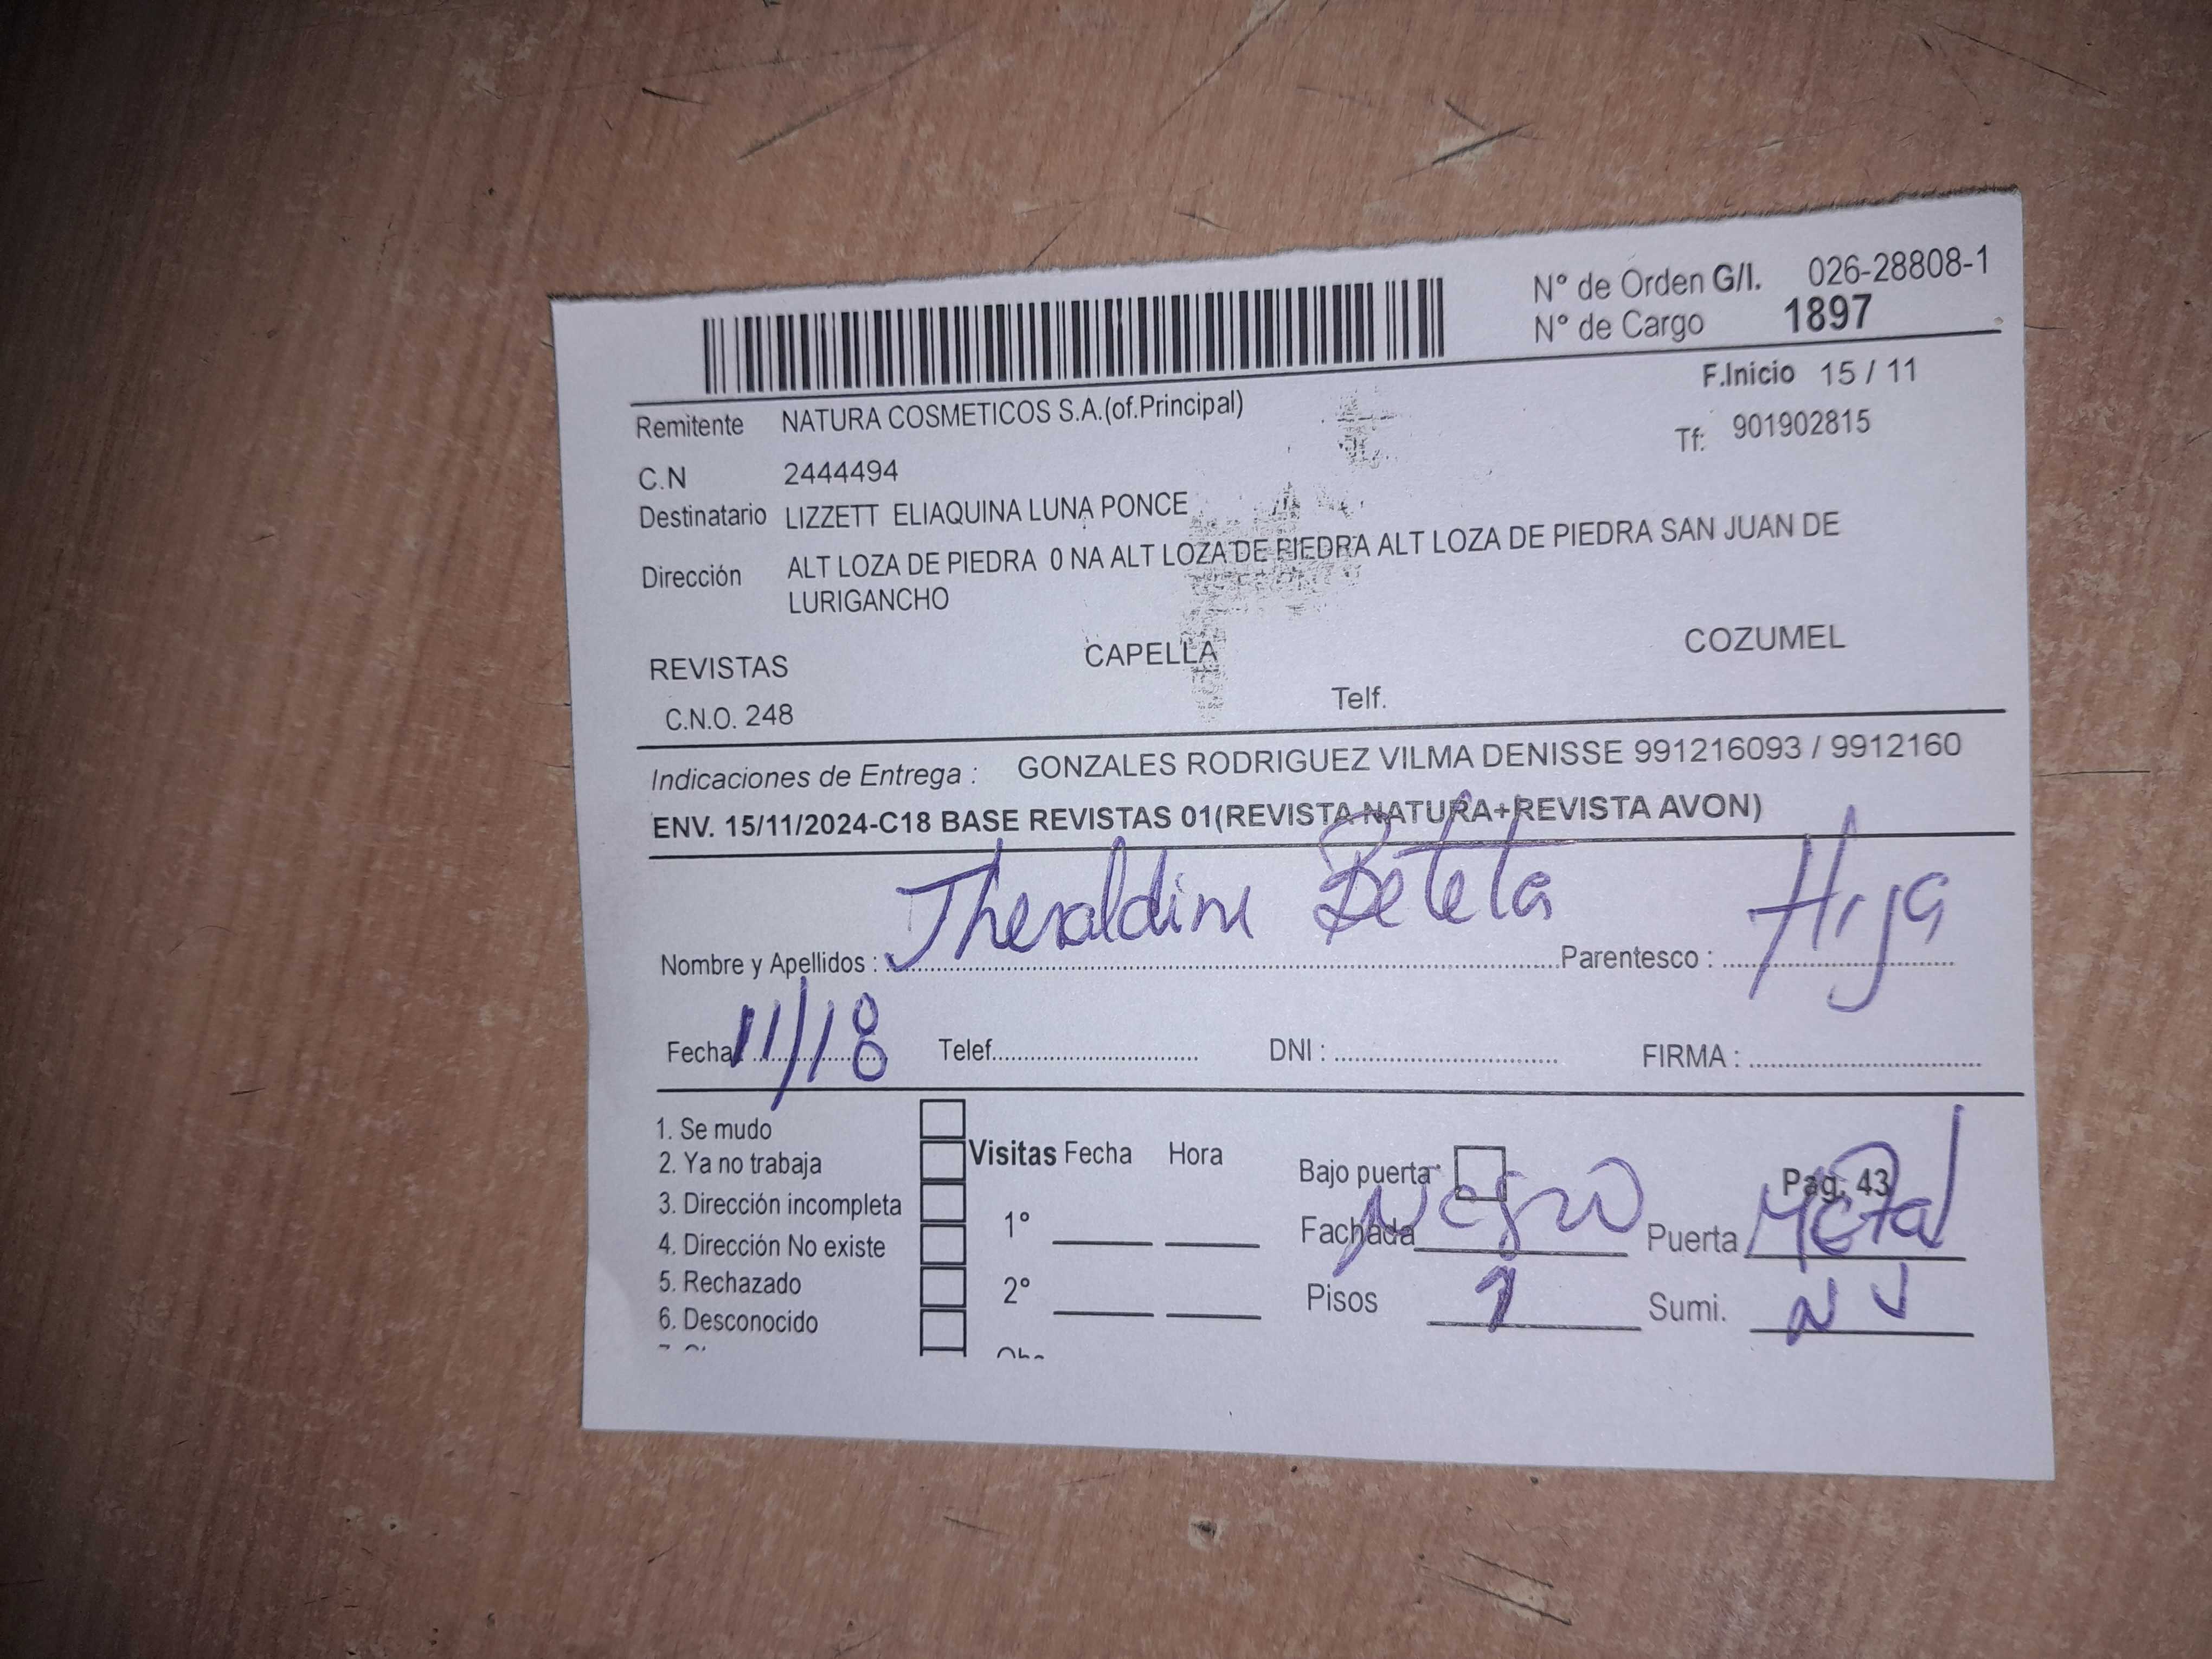 N° de Orden G/I. 026-28808-1
N° de Cargo 1897
F.Inicio 15 / 11
Remitente NATURA COSMETICOS S.A.(of.Principal)
Tf: 901902815
C.N 2444494
Destinatario LIZZETT ELIAQUINA LUNA PONCE
Dirección ALT LOZA DE PIEDRA 0 NA ALT LOZA DE PIEDRA ALT LOZA DE PIEDRA SAN JUAN DE
LURIGANCHO
REVISTAS CAPELLA COZUMEL
C.N.O. 248 Telf.
Indicaciones de Entrega : GONZALES RODRIGUEZ VILMA DENISSE 991216093 / 9912160
ENV. 15/11/2024-C18 BASE REVISTAS 01(REVISTA NATURA+REVISTA AVON)
Nombre y Apellidos : Theraldine Beteta Parentesco : Hija
Fecha 11/18 Telef. DNI : FIRMA :
1. Se mudo
2. Ya no trabaja Visitas Fecha Hora Bajo puerta Pag. 43
3. Dirección incompleta 1° Fachada Negro Puerta Metal
4. Dirección No existe
5. Rechazado 2° Pisos 1 Sumi. NV
6. Desconocido